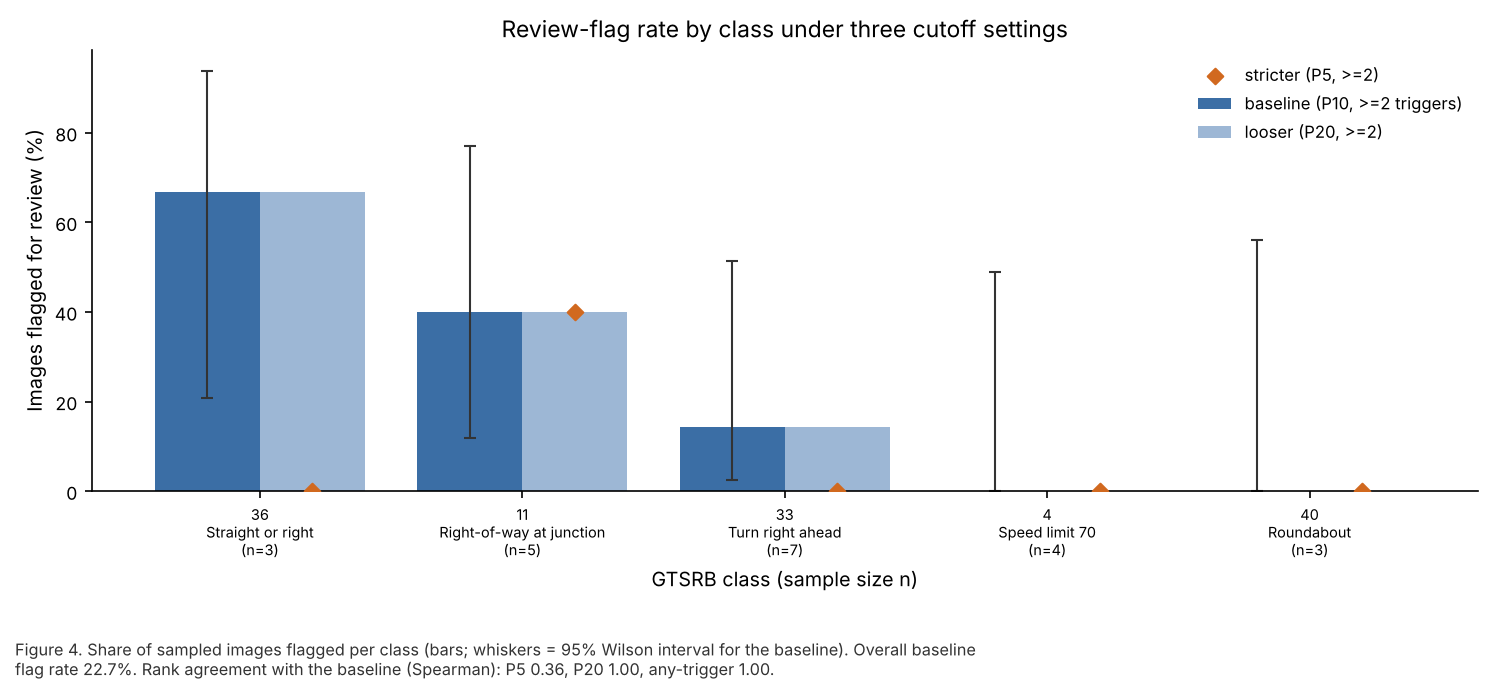 Review-flag rate by class under three cutoff settings
stricter (P5, >=2)
baseline (P10, >=2 triggers)
looser (P20, >=2)
Images flagged for review (%)
80
60
40
20
0
36
Straight or right
(n=3)
11
Right-of-way at junction
(n=5)
33
Turn right ahead
(n=7)
4
Speed limit 70
(n=4)
40
Roundabout
(n=3)
GTSRB class (sample size n)
Figure 4. Share of sampled images flagged per class (bars; whiskers = 95% Wilson interval for the baseline). Overall baseline
flag rate 22.7%. Rank agreement with the baseline (Spearman): P5 0.36, P20 1.00, any-trigger 1.00.